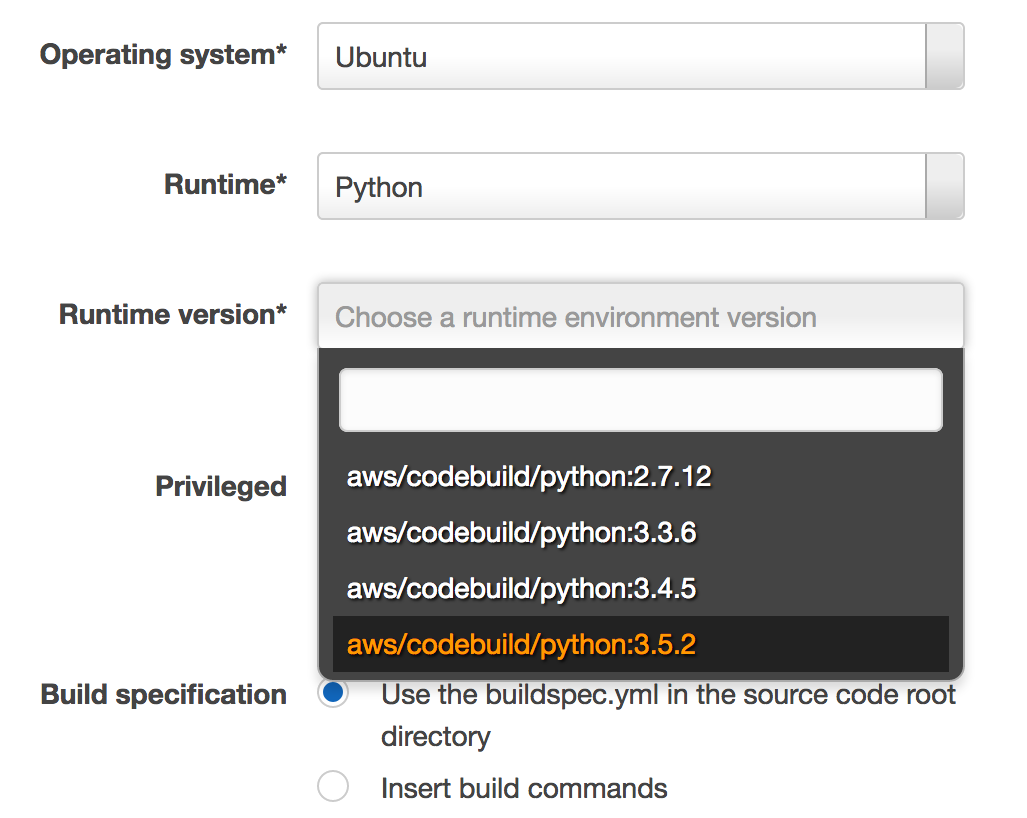 Operating system* Ubuntu
Runtime* Python
Runtime version* Choose a runtime environment version
aws/codebuild/python:2.7.12
Privileged
aws/codebuild/python:3.3.6
aws/codebuild/python:3.4.5
aws/codebuild/python:3.5.2
Build specification Use the buildspec.yml in the source code root
directory
Insert build commands